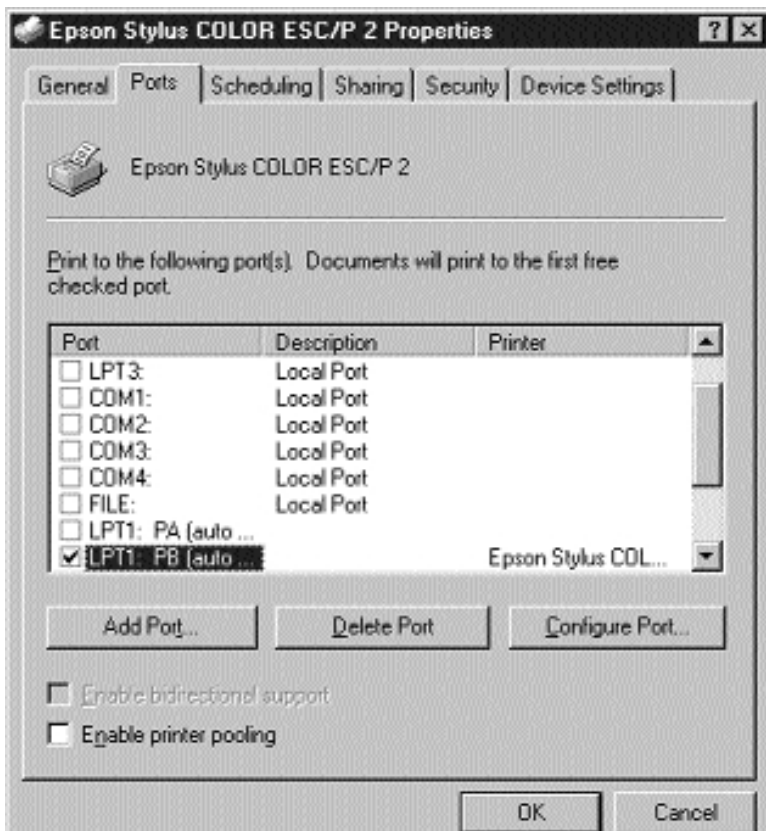 Epson Stylus COLOR ESC/P 2 Properties ? ×
General Ports Scheduling Sharing Security Device Settings
Epson Stylus COLOR ESC/P 2
Print to the following port(s). Documents will print to the first free
checked port.
Port Description Printer
LPT3: Local Port
COM1: Local Port
COM2: Local Port
COM3: Local Port
COM4: Local Port
FILE: Local Port
LPT1: PA (auto ...
LPT1: PB (auto ... Epson Stylus COL...
Add Port... Delete Port Configure Port...
Enable bidirectional support
Enable printer pooling
OK Cancel